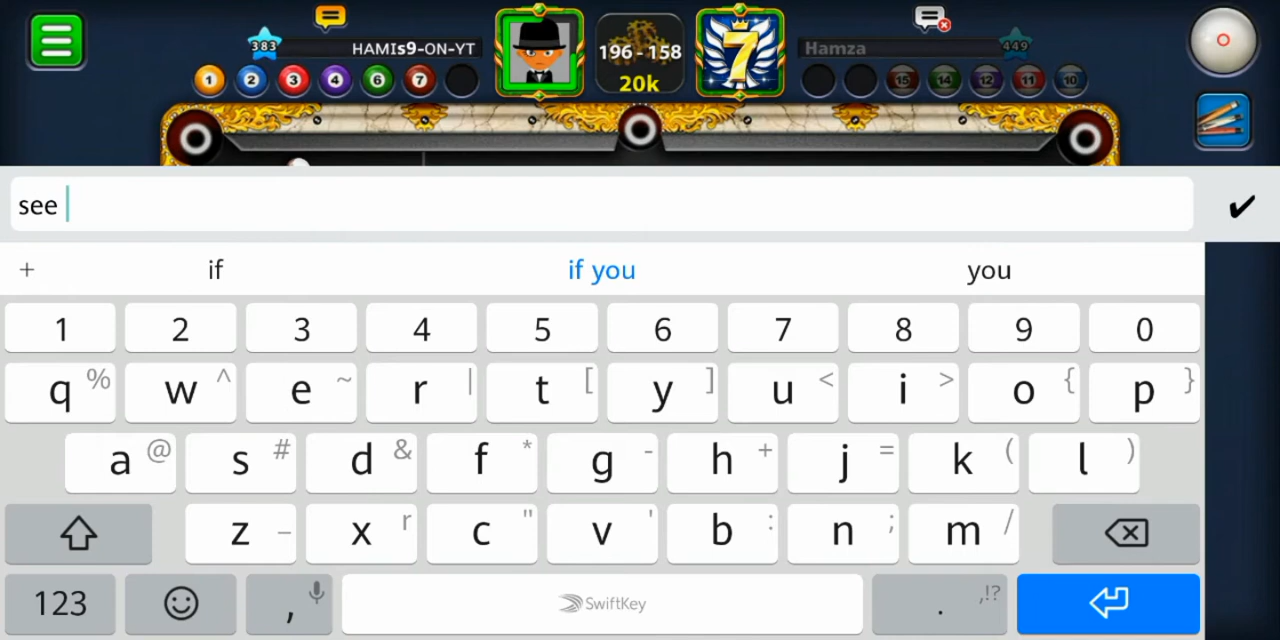 383 HAMIs9-ON-YT 196 - 158 7 Hamza 449
1 2 3 4 6 7 20k 15 14 12 11 10
see
+ if if you you
1 2 3 4 5 6 7 8 9 0
q % w ^ e ~ r | t [ y ] u < i > o { p }
a @ s # d & f * g - h + j = k ( l )
z _ x r c " v ' b : n ; m /
123 , SwiftKey . ,!?